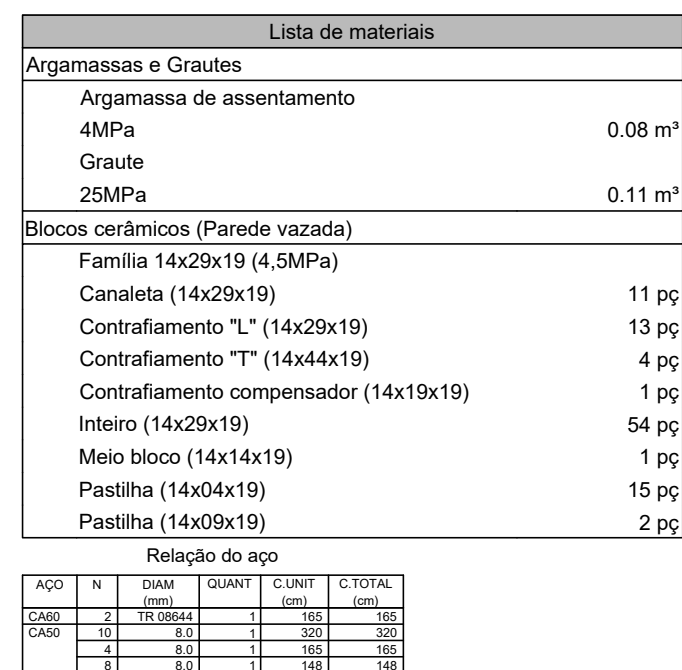 Lista de materiais
Argamassas e Grautes
Argamassa de assentamento
4MPa 0.08 m³
Graute
25MPa 0.11 m³
Blocos cerâmicos (Parede vazada)
Família 14x29x19 (4,5MPa)
Canaleta (14x29x19) 11 pç
Contrafiamento "L" (14x29x19) 13 pç
Contrafiamento "T" (14x44x19) 4 pç
Contrafiamento compensador (14x19x19) 1 pç
Inteiro (14x29x19) 54 pç
Meio bloco (14x14x19) 1 pç
Pastilha (14x04x19) 15 pç
Pastilha (14x09x19) 2 pç
Relação do aço
AÇO N DIAM QUANT C.UNIT C.TOTAL
(mm) (cm) (cm)
CA60 2 TR 08644 1 165 165
CA50 10 8.0 1 320 320
4 8.0 1 165 165
8 8.0 1 148 148